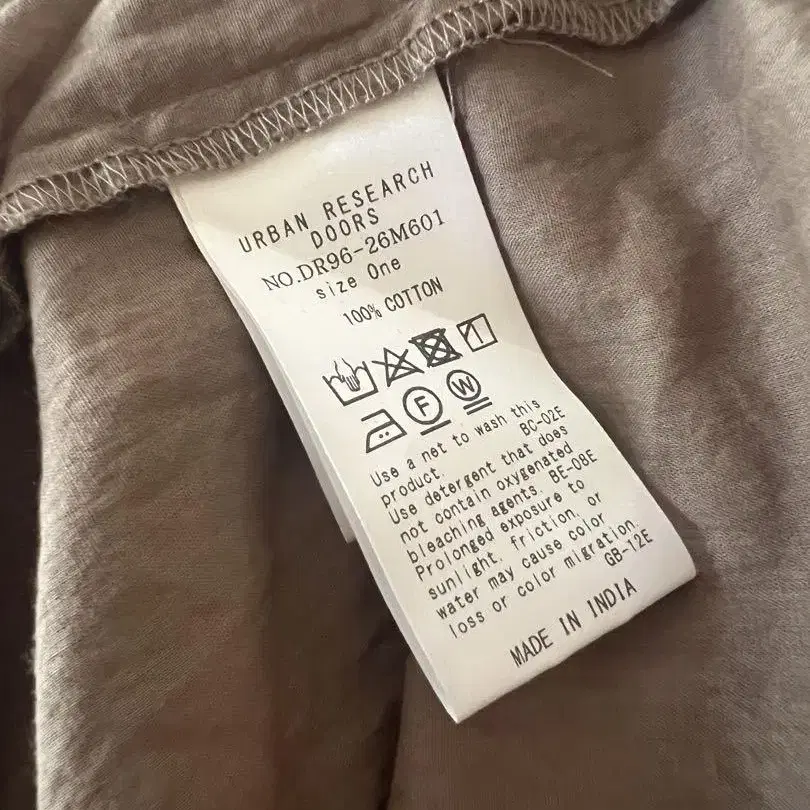 URBAN RESEARCH
DOORS
NO.DR96-26M601
size One
100% COTTON
F W
Use a net to wash this
product BC-02E
Use detergent that does
not contain oxygenated
bleaching agents. BE-08E
Prolonged exposure to
sunlight, friction, or
water may cause color
loss or color migration.
GB-12E
MADE IN INDIA